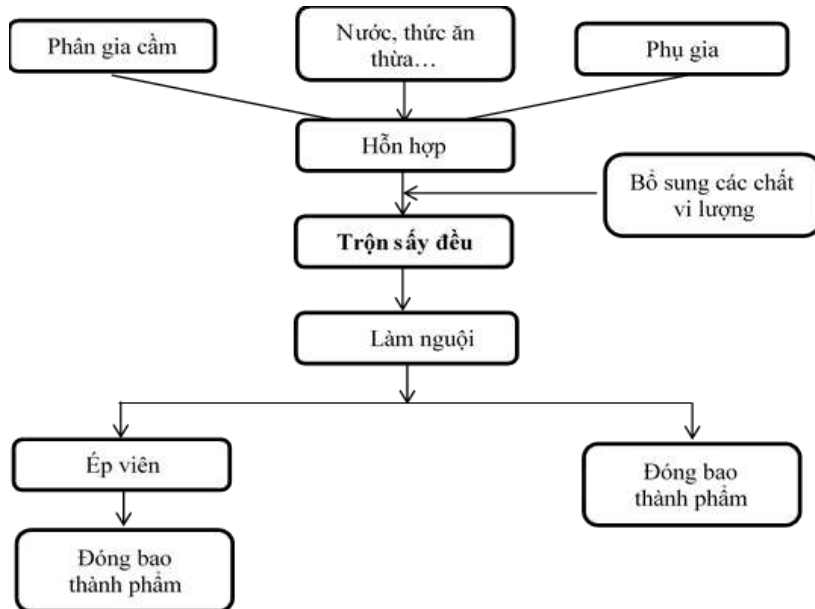 Phân gia cầm
Nước, thức ăn
thừa…
Phụ gia
Hỗn hợp
Bổ sung các chất
vi lượng
Trộn sấy đều
Làm nguội
Ép viên
Đóng bao
thành phẩm
Đóng bao
thành phẩm